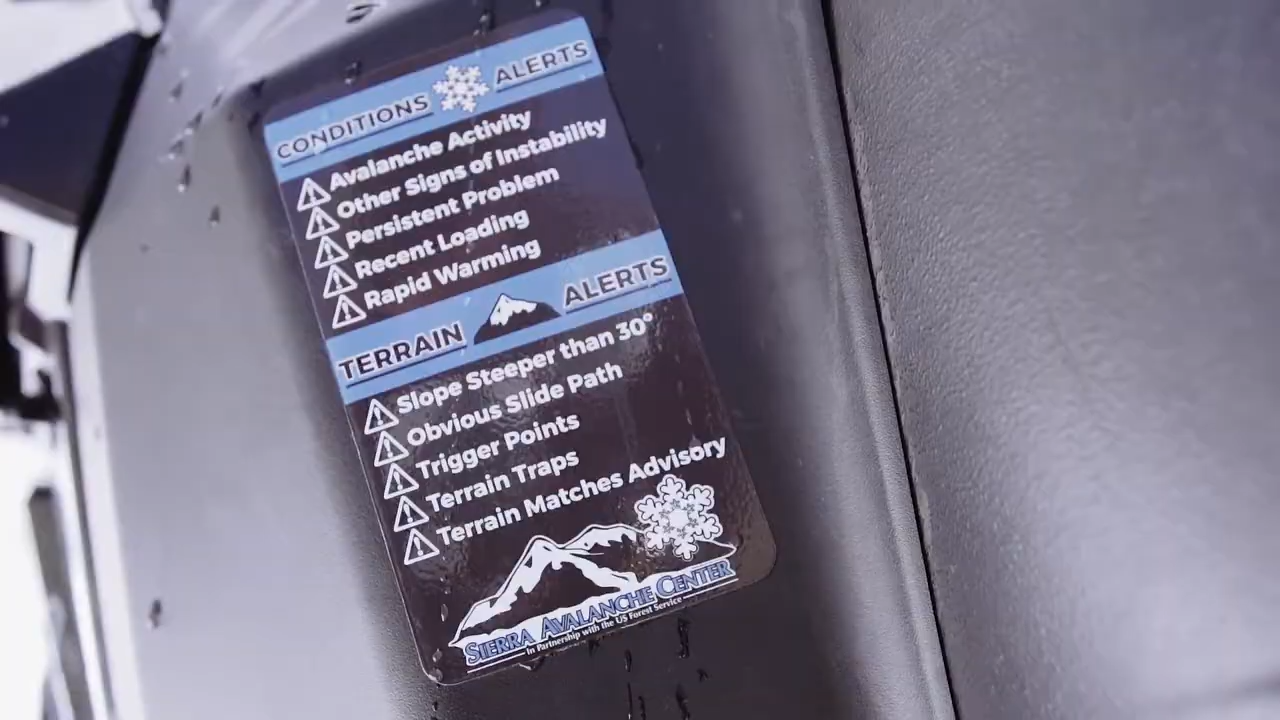 CONDITIONS ALERTS
Avalanche Activity
Other Signs of Instability
Persistent Problem
Recent Loading
Rapid Warming
TERRAIN ALERTS
Slope Steeper than 30°
Obvious Slide Path
Trigger Points
Terrain Traps
Terrain Matches Advisory
SIERRA AVALANCHE CENTER
In Partnership with the US Forest Service